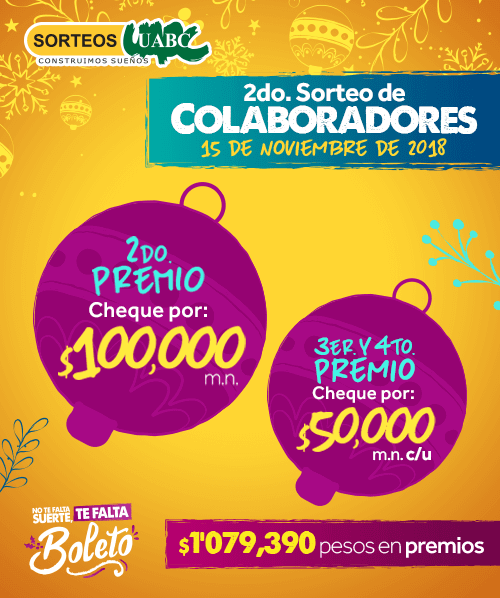 SORTEOS UABC
CONSTRUIMOS SUEÑOS
2do. Sorteo de
COLABORADORES
15 DE NOVIEMBRE DE 2018
2DO.
PREMIO
Cheque por:
$100,000
m.n.
3ER. Y 4TO.
PREMIO
Cheque por:
$50,000
m.n. c/u
NO TE FALTA
SUERTE, TE FALTA
Boleto
$1'079,390 pesos en premios